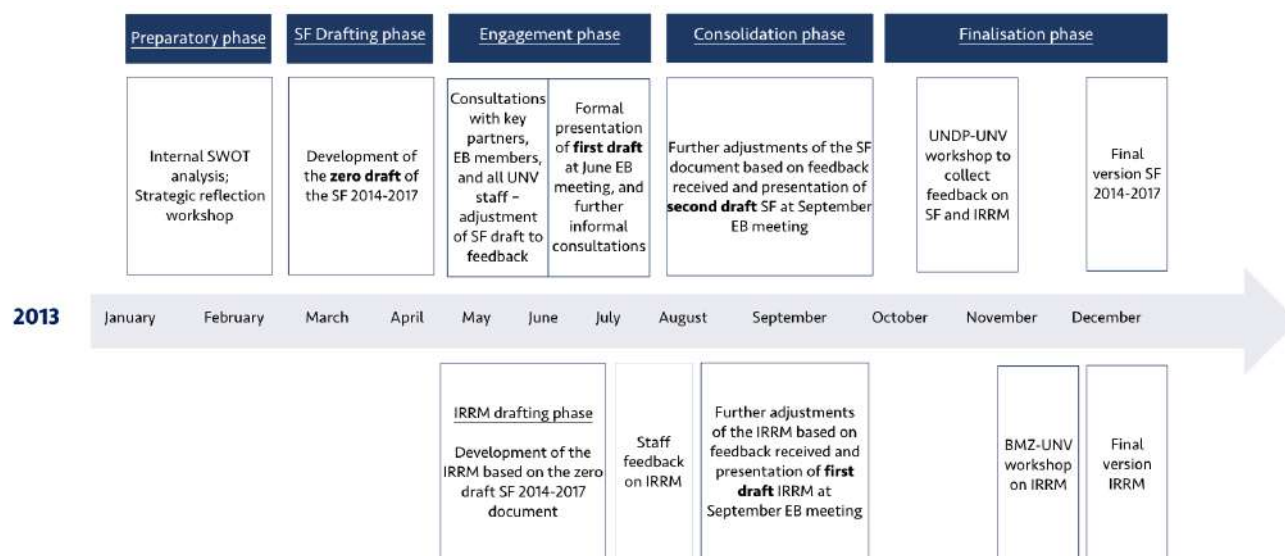 Preparatory phase
SF Drafting phase
Engagement phase
Consolidation phase
Finalisation phase
Internal SWOT
analysis;
Strategic reflection
workshop
Development of
the zero draft of
the SF 2014-2017
Consultations
with key
partners,
EB members,
and all UNV
staff –
adjustment
of SF draft to
feedback
Formal
presentation
of first draft
at June EB
meeting, and
further
informal
consultations
Further adjustments of the SF
document based on feedback
received and presentation of
second draft SF at September
EB meeting
UNDP-UNV
workshop to
collect
feedback on
SF and IRRM
Final
version SF
2014-2017
2013
January
February
March
April
May
June
July
August
September
October
November
December
IRRM drafting phase
Development of the
IRRM based on the zero
draft SF 2014-2017
document
Staff
feedback
on IRRM
Further adjustments
of the IRRM based on
feedback received and
presentation of first
draft IRRM at
September EB meeting
BMZ-UNV
workshop
on IRRM
Final
version
IRRM